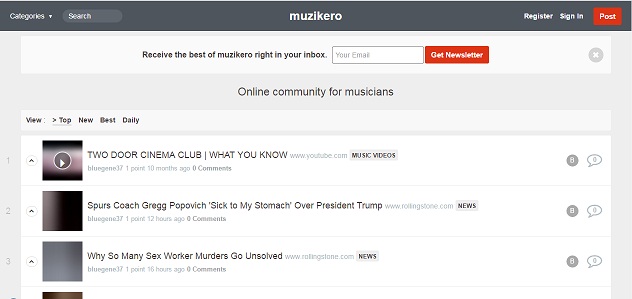 Categories ▾ Search muzikero Register Sign in Post
Receive the best of muzikero right in your inbox. Your Email Get Newsletter
Online community for musicians
View : > Top New Best Daily
1 TWO DOOR CINEMA CLUB | WHAT YOU KNOW www.youtube.com MUSIC VIDEOS B 0
bluegene37 1 point 10 months ago 0 Comments
2 Spurs Coach Gregg Popovich 'Sick to My Stomach' Over President Trump www.rollingstone.com NEWS B 0
bluegene37 1 point 12 hours ago 0 Comments
3 Why So Many Sex Worker Murders Go Unsolved www.rollingstone.com NEWS B 0
bluegene37 1 point 16 hours ago 0 Comments